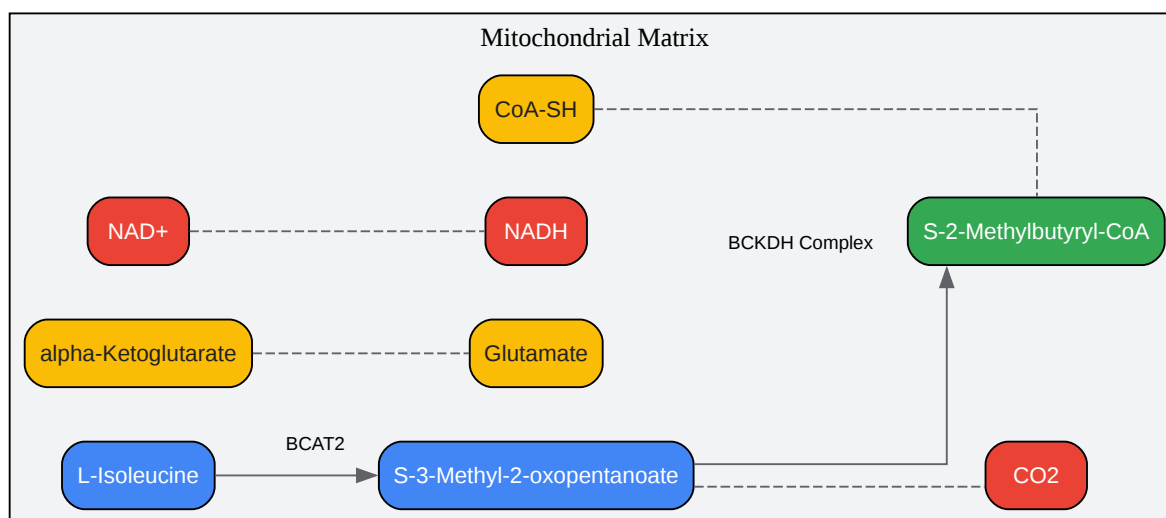 Mitochondrial Matrix
CoA-SH
NAD+
NADH
BCKDH Complex
S-2-Methylbutyryl-CoA
alpha-Ketoglutarate
Glutamate
L-Isoleucine
BCAT2
S-3-Methyl-2-oxopentanoate
CO2